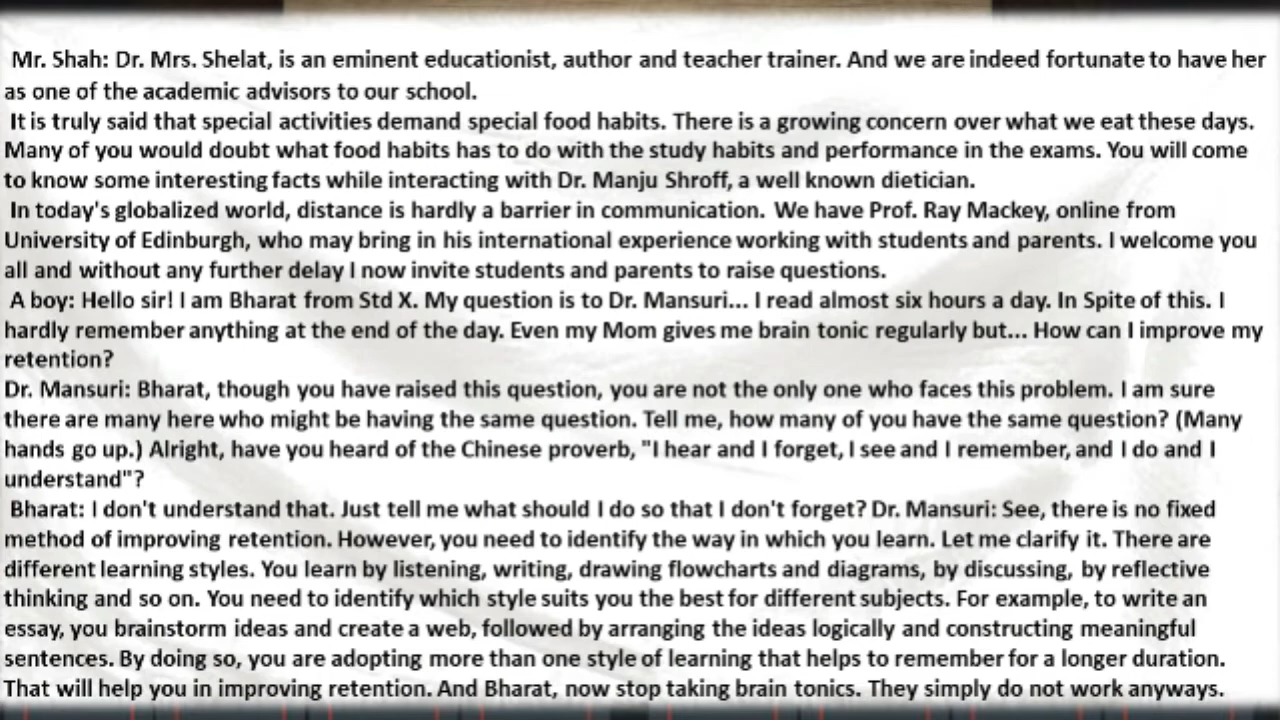 Mr. Shah: Dr. Mrs. Shelat, is an eminent educationist, author and teacher trainer. And we are indeed fortunate to have her
as one of the academic advisors to our school.
It is truly said that special activities demand special food habits. There is a growing concern over what we eat these days.
Many of you would doubt what food habits has to do with the study habits and performance in the exams. You will come
to know some interesting facts while interacting with Dr. Manju Shroff, a well known dietician.
In today's globalized world, distance is hardly a barrier in communication. We have Prof. Ray Mackey, online from
University of Edinburgh, who may bring in his international experience working with students and parents. I welcome you
all and without any further delay I now invite students and parents to raise questions.
A boy: Hello sir! I am Bharat from Std X. My question is to Dr. Mansuri... I read almost six hours a day. In Spite of this. I
hardly remember anything at the end of the day. Even my Mom gives me brain tonic regularly but... How can I improve my
retention?
Dr. Mansuri: Bharat, though you have raised this question, you are not the only one who faces this problem. I am sure
there are many here who might be having the same question. Tell me, how many of you have the same question? (Many
hands go up.) Alright, have you heard of the Chinese proverb, "I hear and I forget, I see and I remember, and I do and I
understand"?
Bharat: I don't understand that. Just tell me what should I do so that I don't forget? Dr. Mansuri: See, there is no fixed
method of improving retention. However, you need to identify the way in which you learn. Let me clarify it. There are
different learning styles. You learn by listening, writing, drawing flowcharts and diagrams, by discussing, by reflective
thinking and so on. You need to identify which style suits you the best for different subjects. For example, to write an
essay, you brainstorm ideas and create a web, followed by arranging the ideas logically and constructing meaningful
sentences. By doing so, you are adopting more than one style of learning that helps to remember for a longer duration.
That will help you in improving retention. And Bharat, now stop taking brain tonics. They simply do not work anyways.